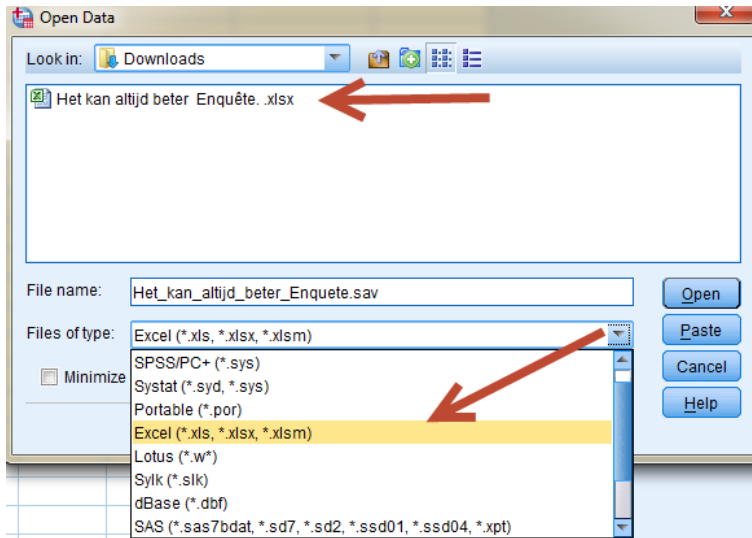 Open Data
Look in: Downloads
Het kan altijd beter Enquête. .xlsx
File name: Het_kan_altijd_beter_Enquete.sav Open
Files of type: Excel (*.xls, *.xlsx, *.xlsm) Paste
SPSS/PC+ (*.sys) Cancel
Minimize Systat (*.syd, *.sys)
Portable (*.por) Help
Excel (*.xls, *.xlsx, *.xlsm)
Lotus (*.w*)
Sylk (*.slk)
dBase (*.dbf)
SAS (*.sas7bdat, *.sd7, *.sd2, *.ssd01, *.ssd04, *.xpt)